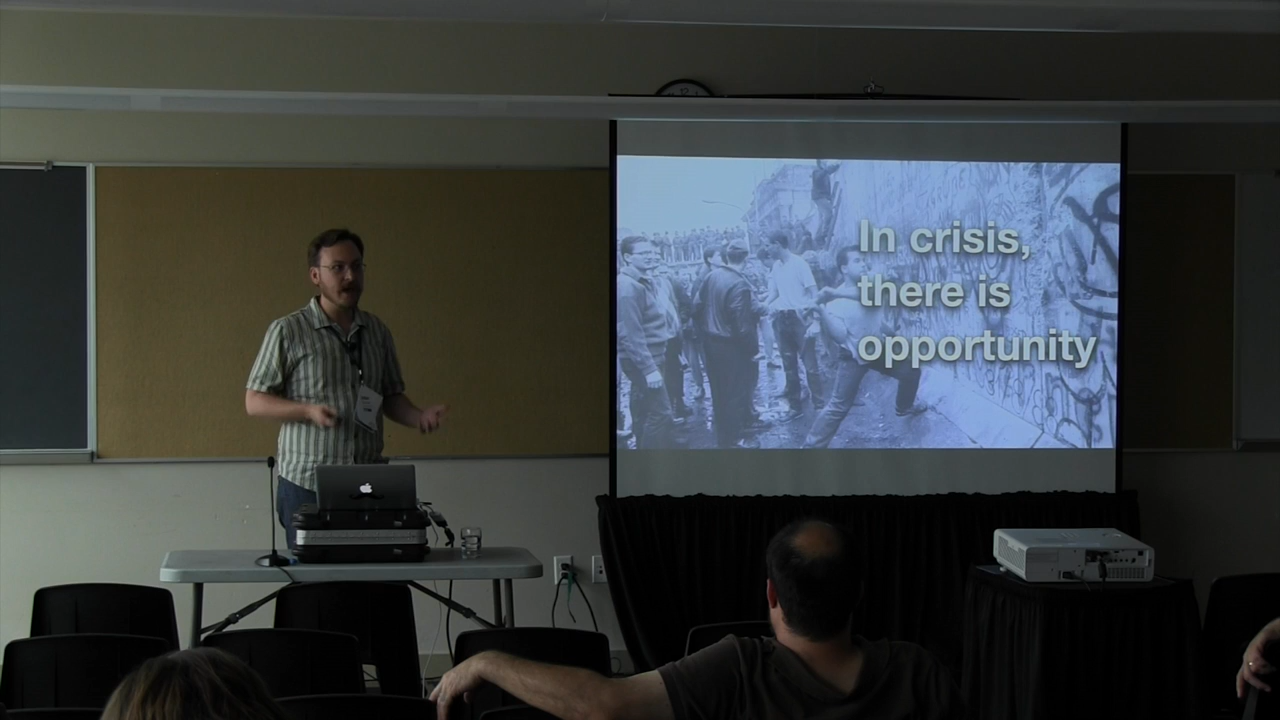 In crisis,
there is
opportunity